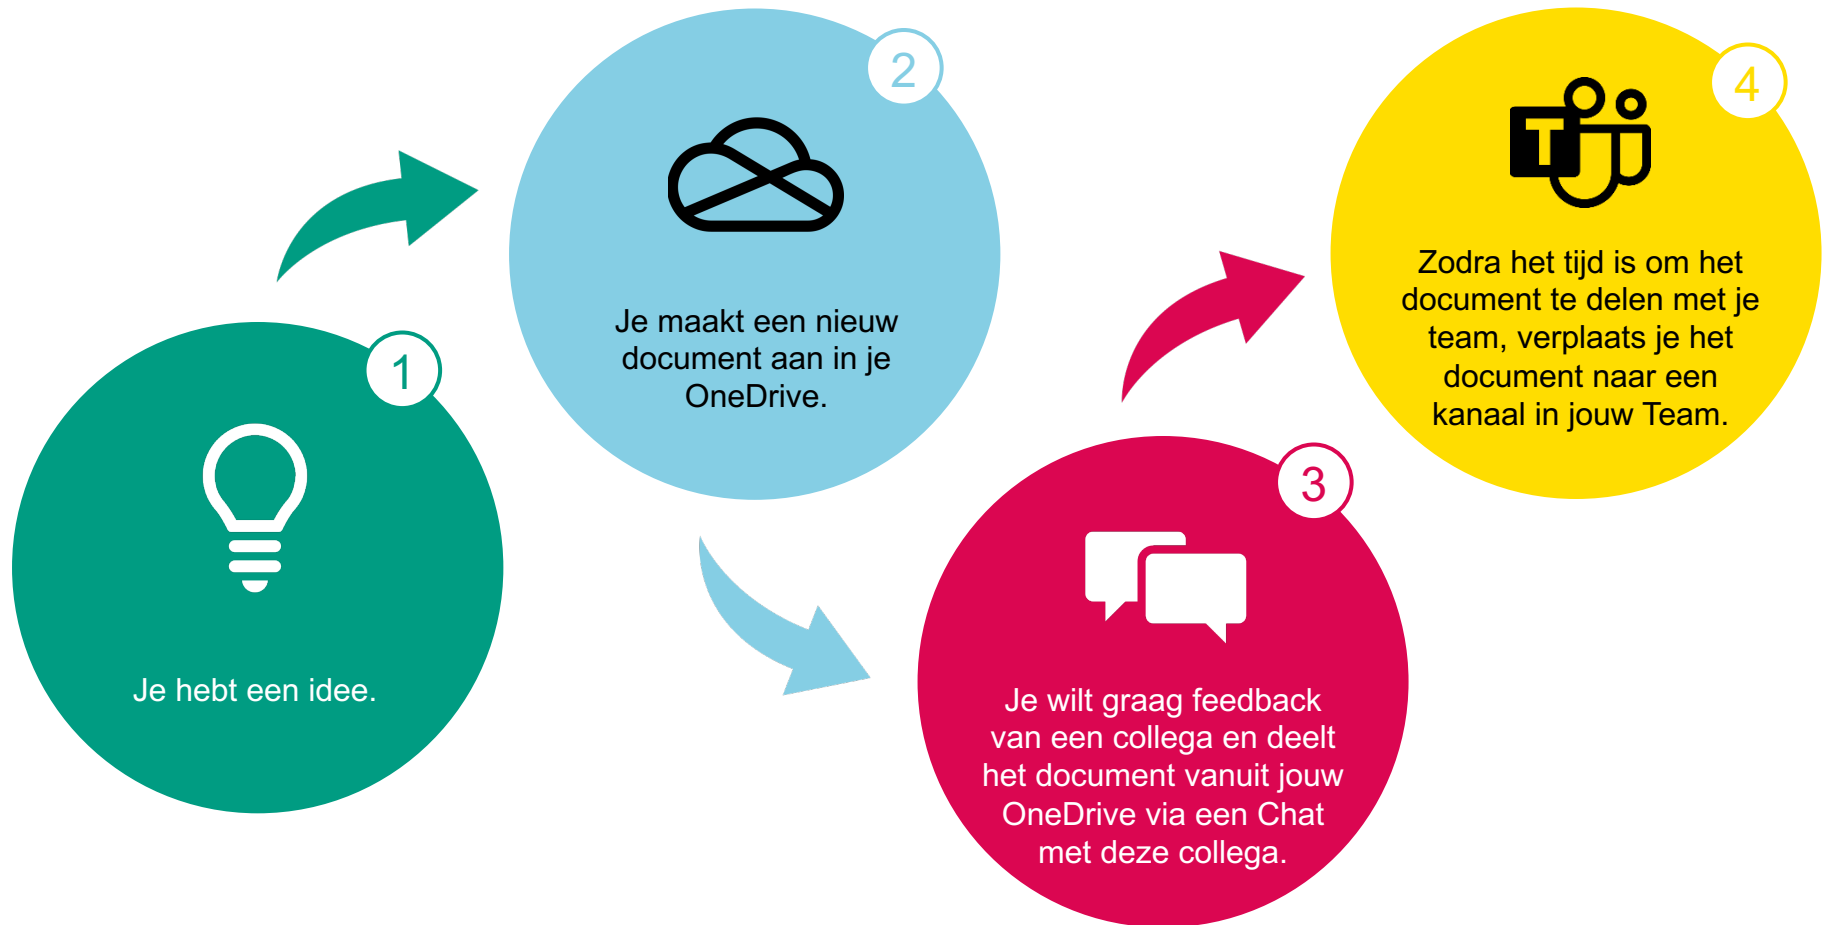 1
Je hebt een idee.
2
Je maakt een nieuw
document aan in je
OneDrive.
3
Je wilt graag feedback
van een collega en deelt
het document vanuit jouw
OneDrive via een Chat
met deze collega.
4
T
Zodra het tijd is om het
document te delen met je
team, verplaats je het
document naar een
kanaal in jouw Team.